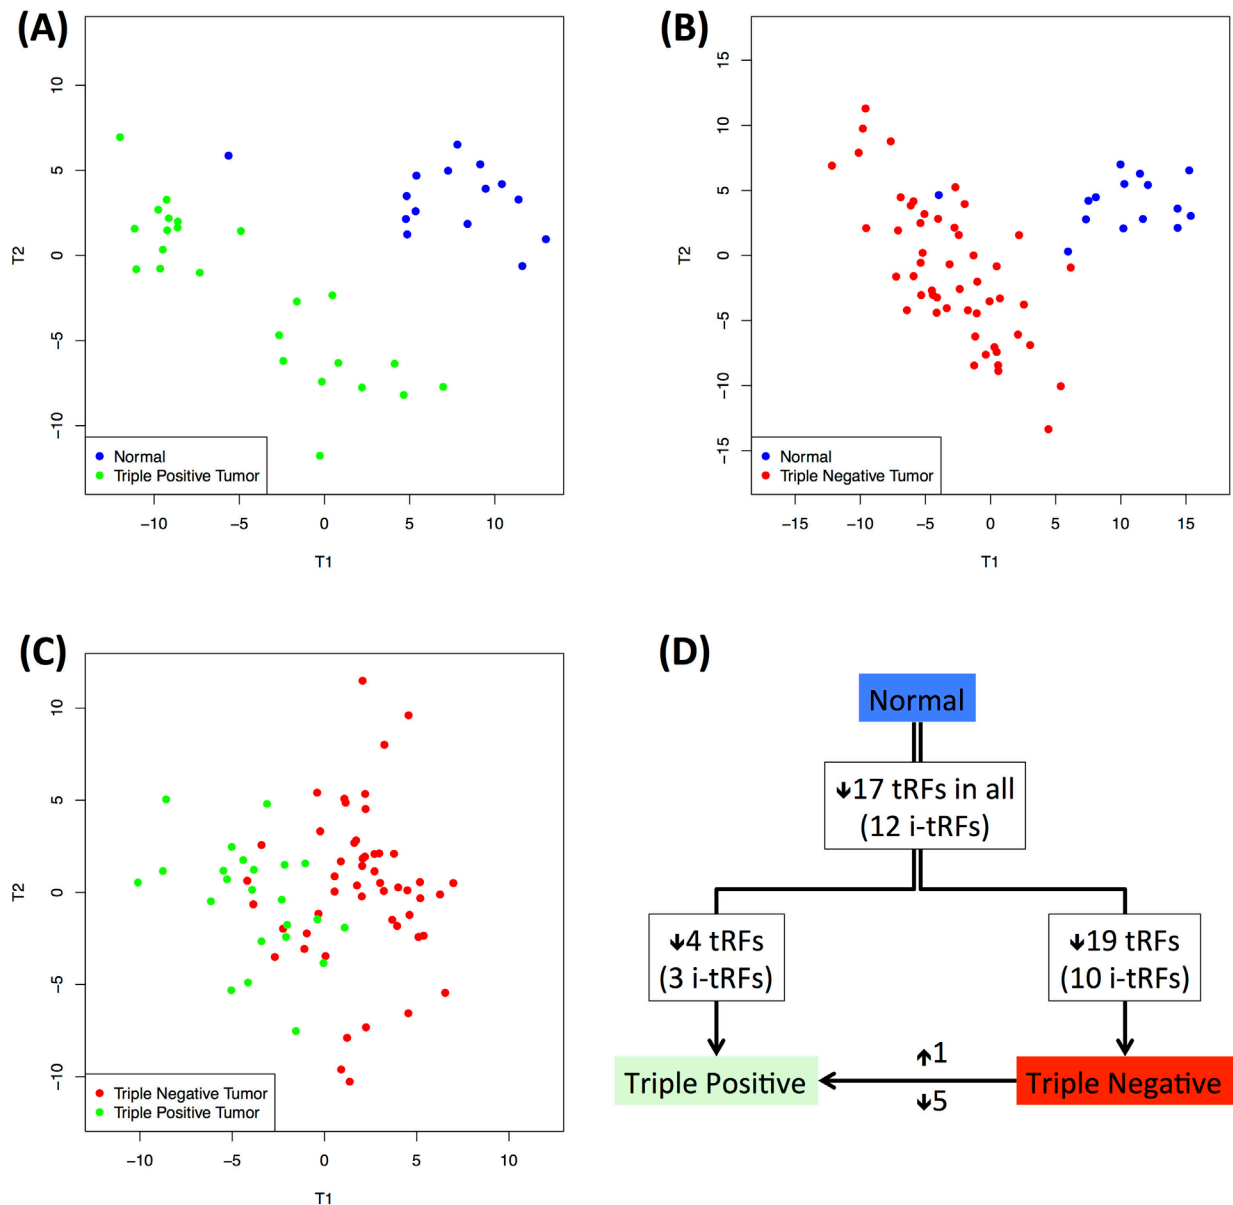 (A)
10
5
0
−5
−10
T2
Normal
Triple Positive Tumor
−10 −5 0 5 10
T1
(B)
15
10
5
0
−5
−10
−15
T2
Normal
Triple Negative Tumor
−15 −10 −5 0 5 10 15
T1
(C)
10
5
0
−5
−10
T2
Triple Negative Tumor
Triple Positive Tumor
−10 −5 0 5 10
T1
(D)
Normal
↓17 tRFs in all
(12 i-tRFs)
↓4 tRFs
(3 i-tRFs)
↓19 tRFs
(10 i-tRFs)
↑1
Triple Positive
Triple Negative
↓5